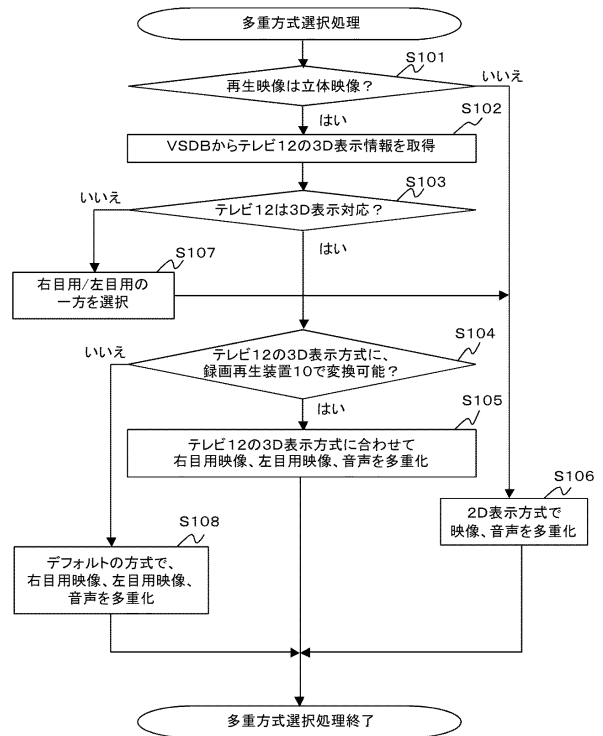 多重方式選択処理
S101
再生映像は立体映像？
いいえ
はい
S102
VSDBからテレビ12の3D表示情報を取得
S103
いいえ
テレビ12は3D表示対応？
はい
S107
右目用/左目用の
一方を選択
S104
いいえ
テレビ12の3D表示方式に、
録画再生装置10で変換可能？
はい
S105
テレビ12の3D表示方式に合わせて
右目用映像、左目用映像、音声を多重化
S106
2D表示方式で
映像、音声を多重化
S108
デフォルトの方式で、
右目用映像、左目用映像、
音声を多重化
多重方式選択処理終了